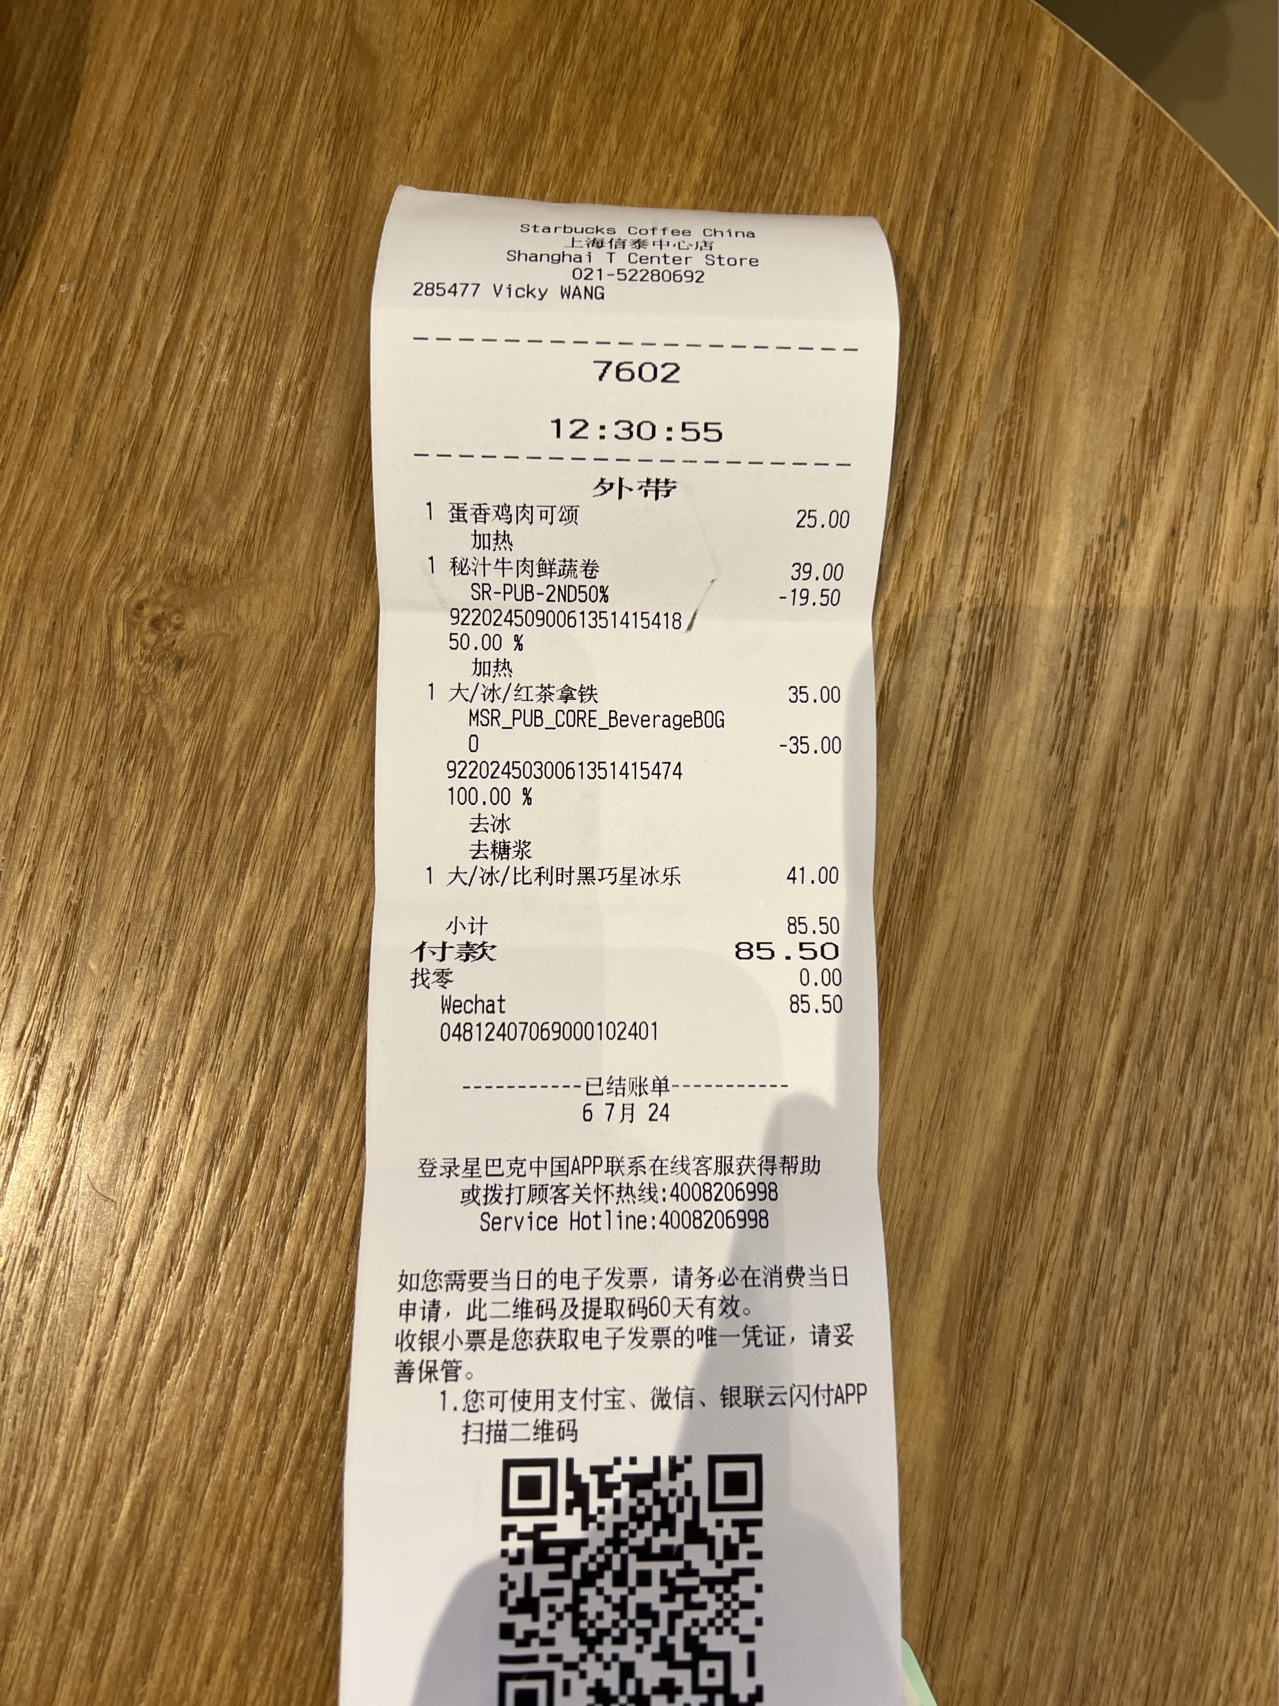 Starbucks Coffee China
上海信泰中心店
Shanghai T Center Store
021-52280692
285477 Vicky WANG
7602
12:30:55
外带
1 蛋香鸡肉可颂 25.00
加热
1 秘汁牛肉鲜蔬卷 39.00
SR-PUB-2ND50% -19.50
9220245090061351415418/
50.00 %
加热
1 大/冰/红茶拿铁 35.00
MSR_PUB_CORE_BeverageBOG
O -35.00
9220245030061351415474
100.00 %
去冰
去糖浆
1 大/冰/比利时黑巧星冰乐 41.00
小计 85.50
付款 85.50
找零 0.00
Wechat 85.50
04812407069000102401
-----------已结账单-----------
6 7月 24
登录星巴克中国APP联系在线客服获得帮助
或拨打顾客关怀热线:4008206998
Service Hotline:4008206998
如您需要当日的电子发票，请务必在消费当日
申请，此二维码及提取码60天有效。
收银小票是您获取电子发票的唯一凭证，请妥
善保管。
1.您可使用支付宝、微信、银联云闪付APP
扫描二维码